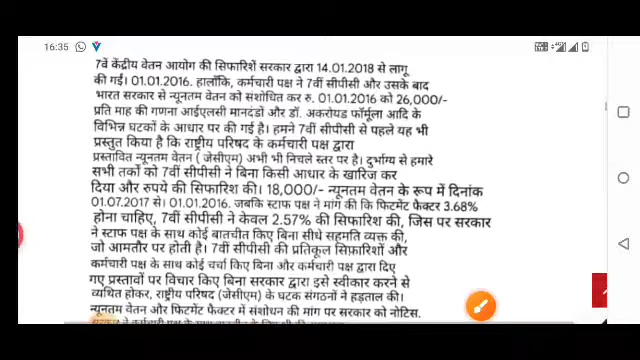 16:35
7वें केंद्रीय वेतन आयोग की सिफारिशें सरकार द्वारा 14.01.2018 से लागू
की गईं। 01.01.2016. हालाँकि, कर्मचारी पक्ष ने 7वीं सीपीसी और उसके बाद
भारत सरकार से न्यूनतम वेतन को संशोधित कर रु. 01.01.2016 को 26,000/-
प्रति माह की गणना आईएलसी मानदंडों और डॉ. अकरोयड फॉर्मूला आदि के
विभिन्न घटकों के आधार पर की गई है। हमने 7वीं सीपीसी से पहले यह भी
प्रस्तुत किया है कि राष्ट्रीय परिषद के कर्मचारी पक्ष द्वारा
प्रस्तावित न्यूनतम वेतन ( जेसीएम) अभी भी निचले स्तर पर है। दुर्भाग्य से हमारे
सभी तर्कों को 7वीं सीपीसी ने बिना किसी आधार के खारिज कर
दिया और रुपये की सिफारिश की। 18,000/- न्यूनतम वेतन के रूप में दिनांक
01.07.2017 से। 01.01.2016. जबकि स्टाफ पक्ष ने मांग की कि फिटमेंट फैक्टर 3.68%
होना चाहिए, 7वीं सीपीसी ने केवल 2.57% की सिफारिश की, जिस पर सरकार
ने स्टाफ पक्ष के साथ कोई बातचीत किए बिना सीधे सहमति व्यक्त की,
जो आमतौर पर होती है। 7वीं सीपीसी की प्रतिकूल सिफ़ारिशों और
कर्मचारी पक्ष के साथ कोई चर्चा किए बिना और कर्मचारी पक्ष द्वारा दिए
गए प्रस्तावों पर विचार किए बिना सरकार द्वारा इसे स्वीकार करने से
व्यथित होकर, राष्ट्रीय परिषद (जेसीएम) के घटक संगठनों ने हड़ताल की।
न्यूनतम वेतन और फिटमेंट फैक्टर में संशोधन की मांग पर सरकार को नोटिस.